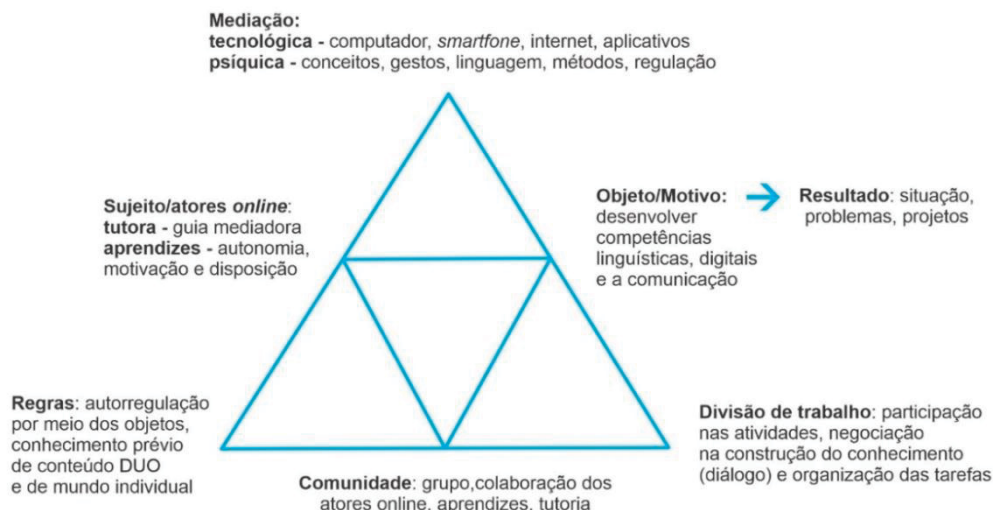 Mediação:
tecnológica - computador, smartfone, internet, aplicativos
psíquica - conceitos, gestos, linguagem, métodos, regulação
Sujeito/atores online:
tutora - guia mediadora
aprendizes - autonomia,
motivação e disposição
Objeto/Motivo:
desenvolver
competências
linguísticas, digitais
e a comunicação
Resultado: situação,
problemas, projetos
Regras: autorregulação
por meio dos objetos,
conhecimento prévio
de conteúdo DUO
e de mundo individual
Comunidade: grupo,colaboração dos
atores online, aprendizes, tutoria
Divisão de trabalho: participação
nas atividades, negociação
na construção do conhecimento
(diálogo) e organização das tarefas